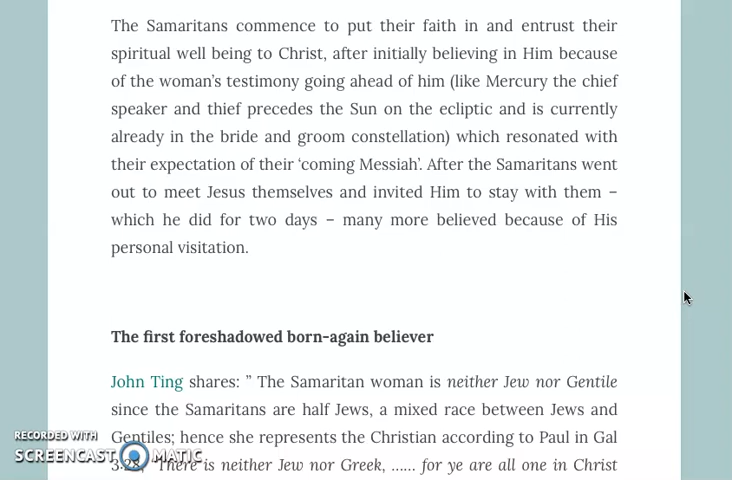 The Samaritans commence to put their faith in and entrust their
spiritual well being to Christ, after initially believing in Him because
of the woman's testimony going ahead of him (like Mercury the chief
speaker and thief precedes the Sun on the ecliptic and is currently
already in the bride and groom constellation) which resonated with
their expectation of their 'coming Messiah'. After the Samaritans went
out to meet Jesus themselves and invited Him to stay with them –
which he did for two days – many more believed because of His
personal visitation.
The first foreshadowed born-again believer
John Ting shares: ” The Samaritan woman is neither Jew nor Gentile
since the Samaritans are half Jews, a mixed race between Jews and
Gentiles; hence she represents the Christian according to Paul in Gal
3:28, “There is neither Jew nor Greek, …… for ye are all one in Christ
RECORDED WITH
SCREENCAST MATIC